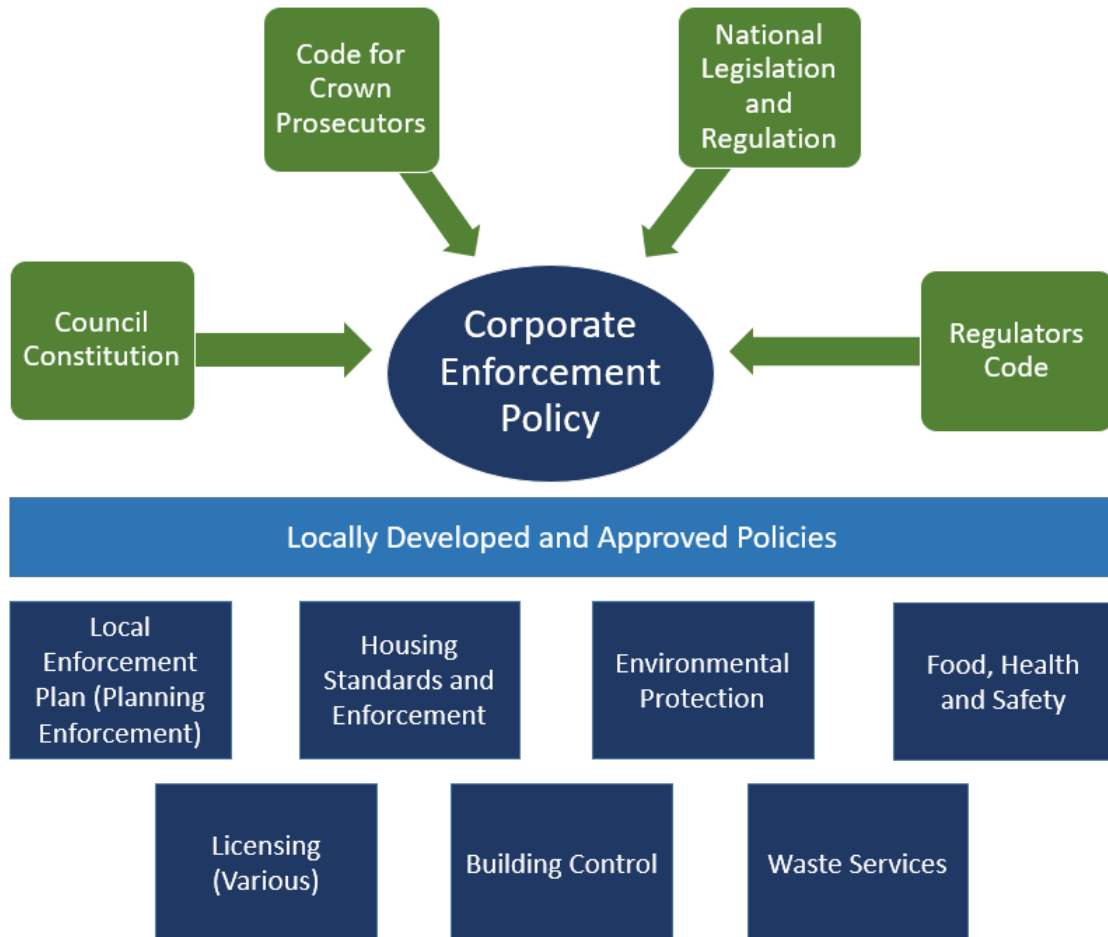 Code for
Crown
Prosecutors
National
Legislation
and
Regulation
Council
Constitution
Corporate
Enforcement
Policy
Regulators
Code
Locally Developed and Approved Policies
Local
Enforcement
Plan (Planning
Enforcement)
Housing
Standards and
Enforcement
Environmental
Protection
Food, Health
and Safety
Licensing
(Various)
Building Control
Waste Services